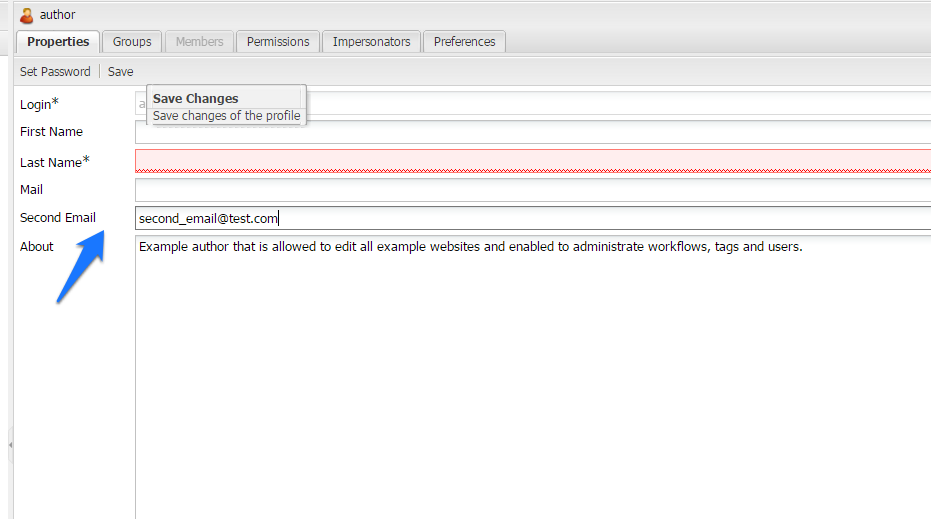 author
Properties Groups Members Permissions Impersonators Preferences
Set Password Save
Save Changes
Save changes of the profile
Login* a
First Name
Last Name*
Mail
Second Email second_email@test.com
About Example author that is allowed to edit all example websites and enabled to administrate workflows, tags and users.